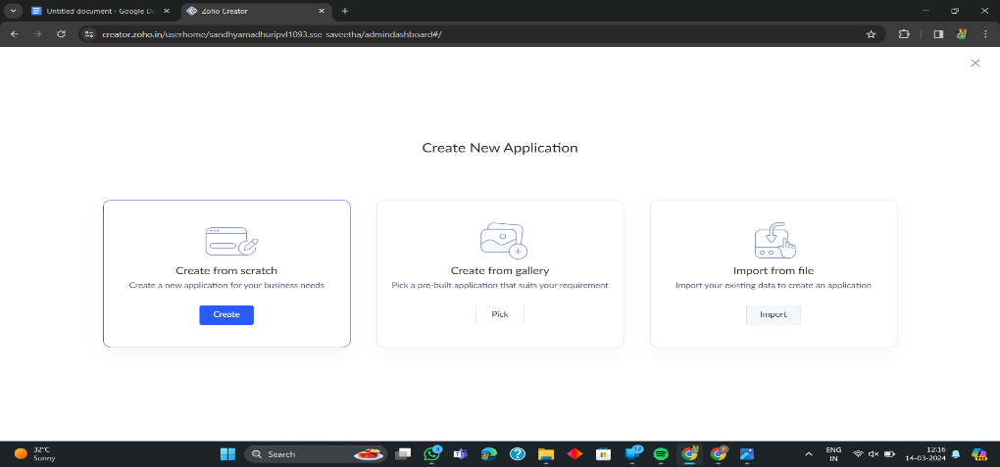 Untitled document - Google Do
Zoho Creator
creator.zoho.in/userhome/sandhyamadhuripvl1093.sse_saveetha/admindashboard#/
Create New Application
Create from scratch
Create a new application for your business needs
Create
Create from gallery
Pick a pre-built application that suits your requirement
Pick
Import from file
Import your existing data to create an application
Import
32°C
Sunny
Search
3
12
ENG
IN
12:16
14-03-2024